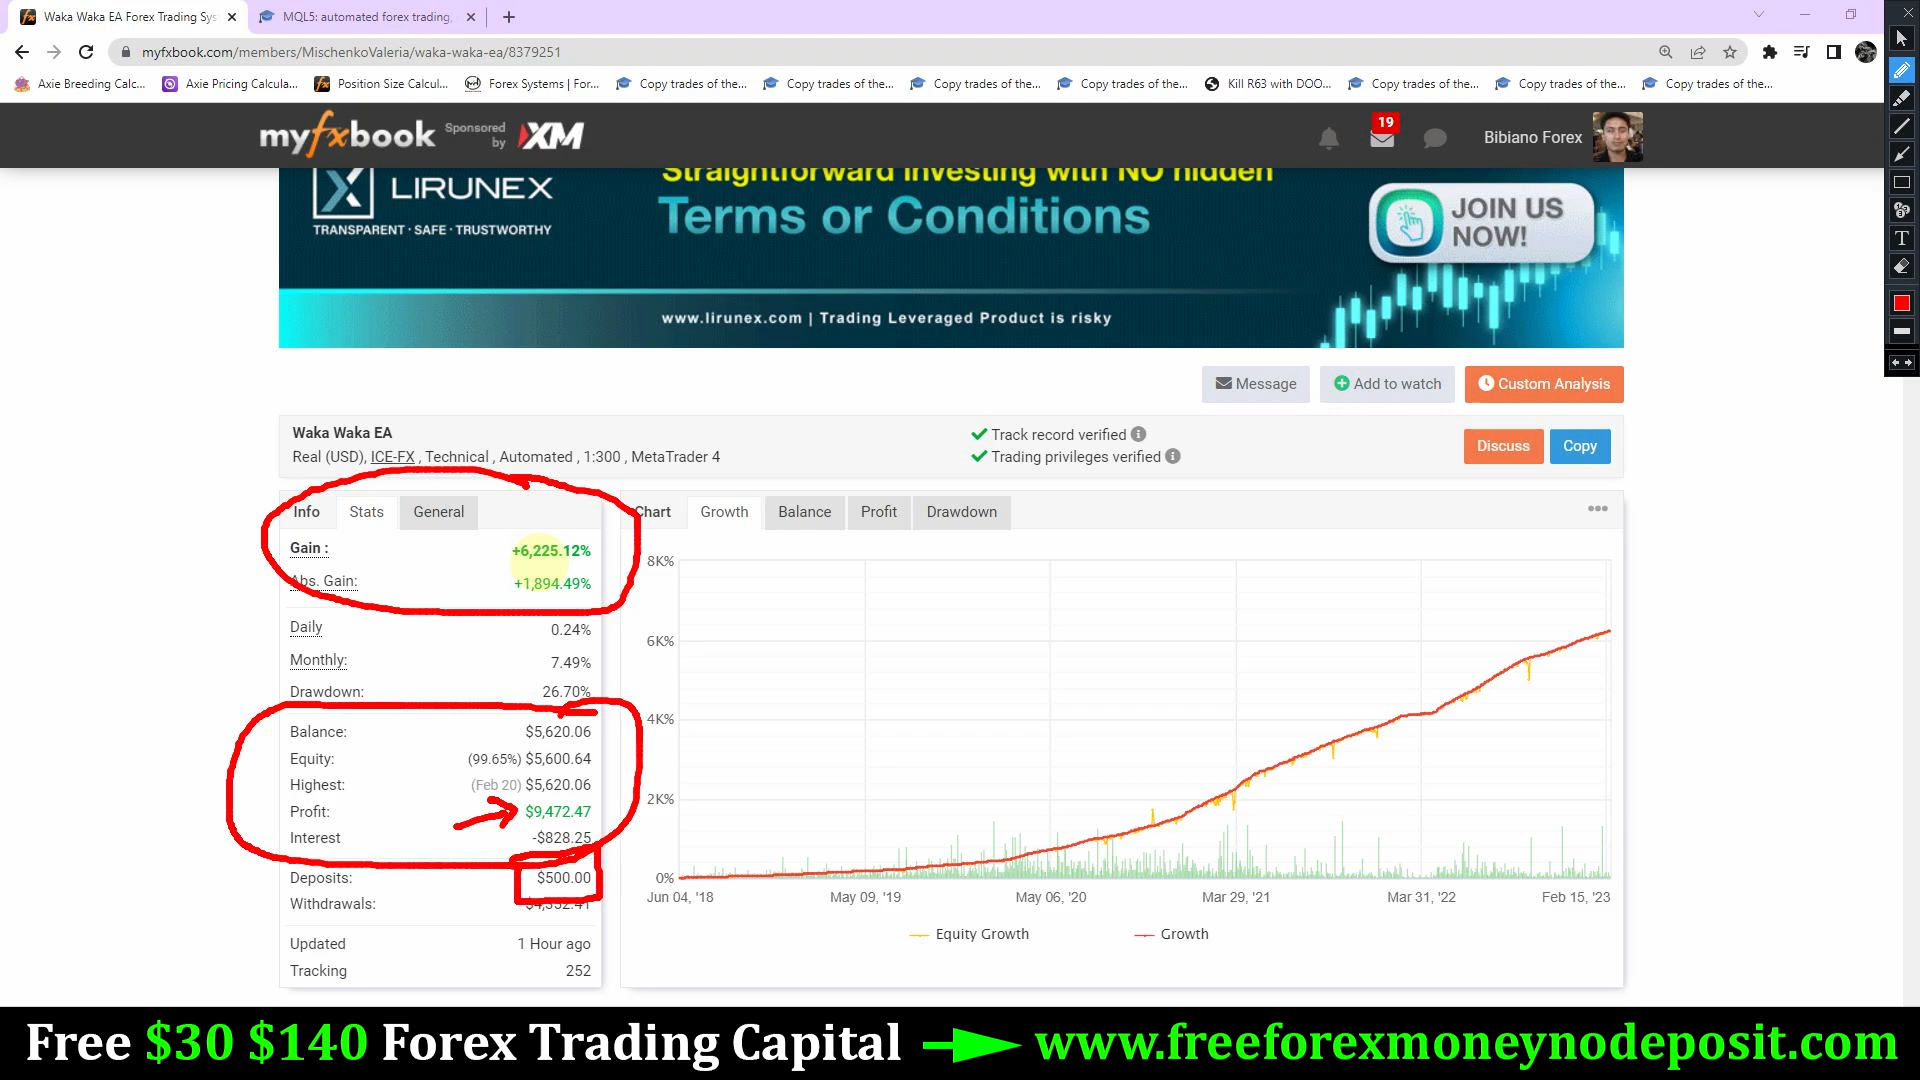 Waka Waka EA Forex Trading Sys
MQL5: automated forex trading,
myfxbook.com/members/MischenkoValeria/waka-waka-ea/8379251
Axie Breeding Calc... Axie Pricing Calcula... Position Size Calcul... Forex Systems | For... Copy trades of the... Copy trades of the... Copy trades of the... Copy trades of the... Kill R63 with DOO... Copy trades of the... Copy trades of the... Copy trades of the...
myfxbook Sponsored by XM
19
Bibiano Forex
LIRUNEX
TRANSPARENT · SAFE · TRUSTWORTHY
Straightforward Investing with NO hidden
Terms or Conditions
JOIN US
NOW!
www.lirunex.com | Trading Leveraged Product is risky
Message Add to watch Custom Analysis
Waka Waka EA
Real (USD), ICE-FX , Technical , Automated , 1:300 , MetaTrader 4
Track record verified
Trading privileges verified
Discuss Copy
Info Stats General
Gain : +6,225.12%
Abs. Gain: +1,894.49%
Daily 0.24%
Monthly: 7.49%
Drawdown: 26.70%
Balance: $5,620.06
Equity: (99.65%) $5,600.64
Highest: (Feb 20) $5,620.06
Profit: $9,472.47
Interest -$828.25
Deposits: $500.00
Withdrawals: $4,352.41
Updated 1 Hour ago
Tracking 252
Chart Growth Balance Profit Drawdown
8K%
6K%
4K%
2K%
0%
Jun 04, '18 May 09, '19 May 06, '20 Mar 29, '21 Mar 31, '22 Feb 15, '23
Equity Growth Growth
T
Free $30 $140 Forex Trading Capital www.freeforexmoneynodeposit.com